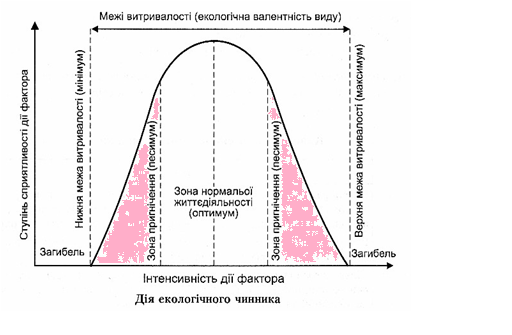 Межі витривалості (екологічна валентність виду)
Ступінь сприятливості дії фактора
Нижня межа витривалості (мінімум)
Зона пригнічення (песимум)
Зона нормальої
життєдіяльності
(оптимум)
Зона пригнічення (песимум)
Верхня межа витривалості (максимум)
Загибель
Загибель
Інтенсивність дії фактора
Дія екологічного чинника